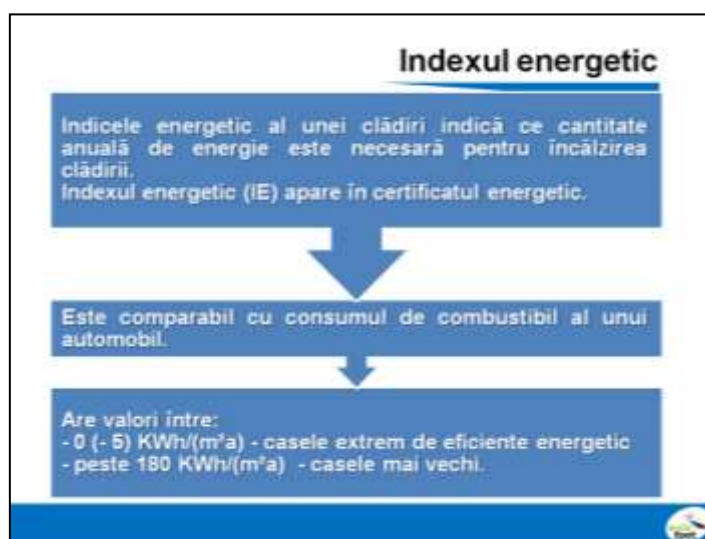 Indexul energetic
Indicele energetic al unei clădiri indică ce cantitate
anuală de energie este necesară pentru încălzirea
clădirii.
Indexul energetic (IE) apare în certificatul energetic.
Este comparabil cu consumul de combustibil al unui
automobil.
Are valori între:
- 0 (- 5) KWh/(m²a) - casele extrem de eficiente energetic
- peste 180 KWh/(m²a) - casele mai vechi.